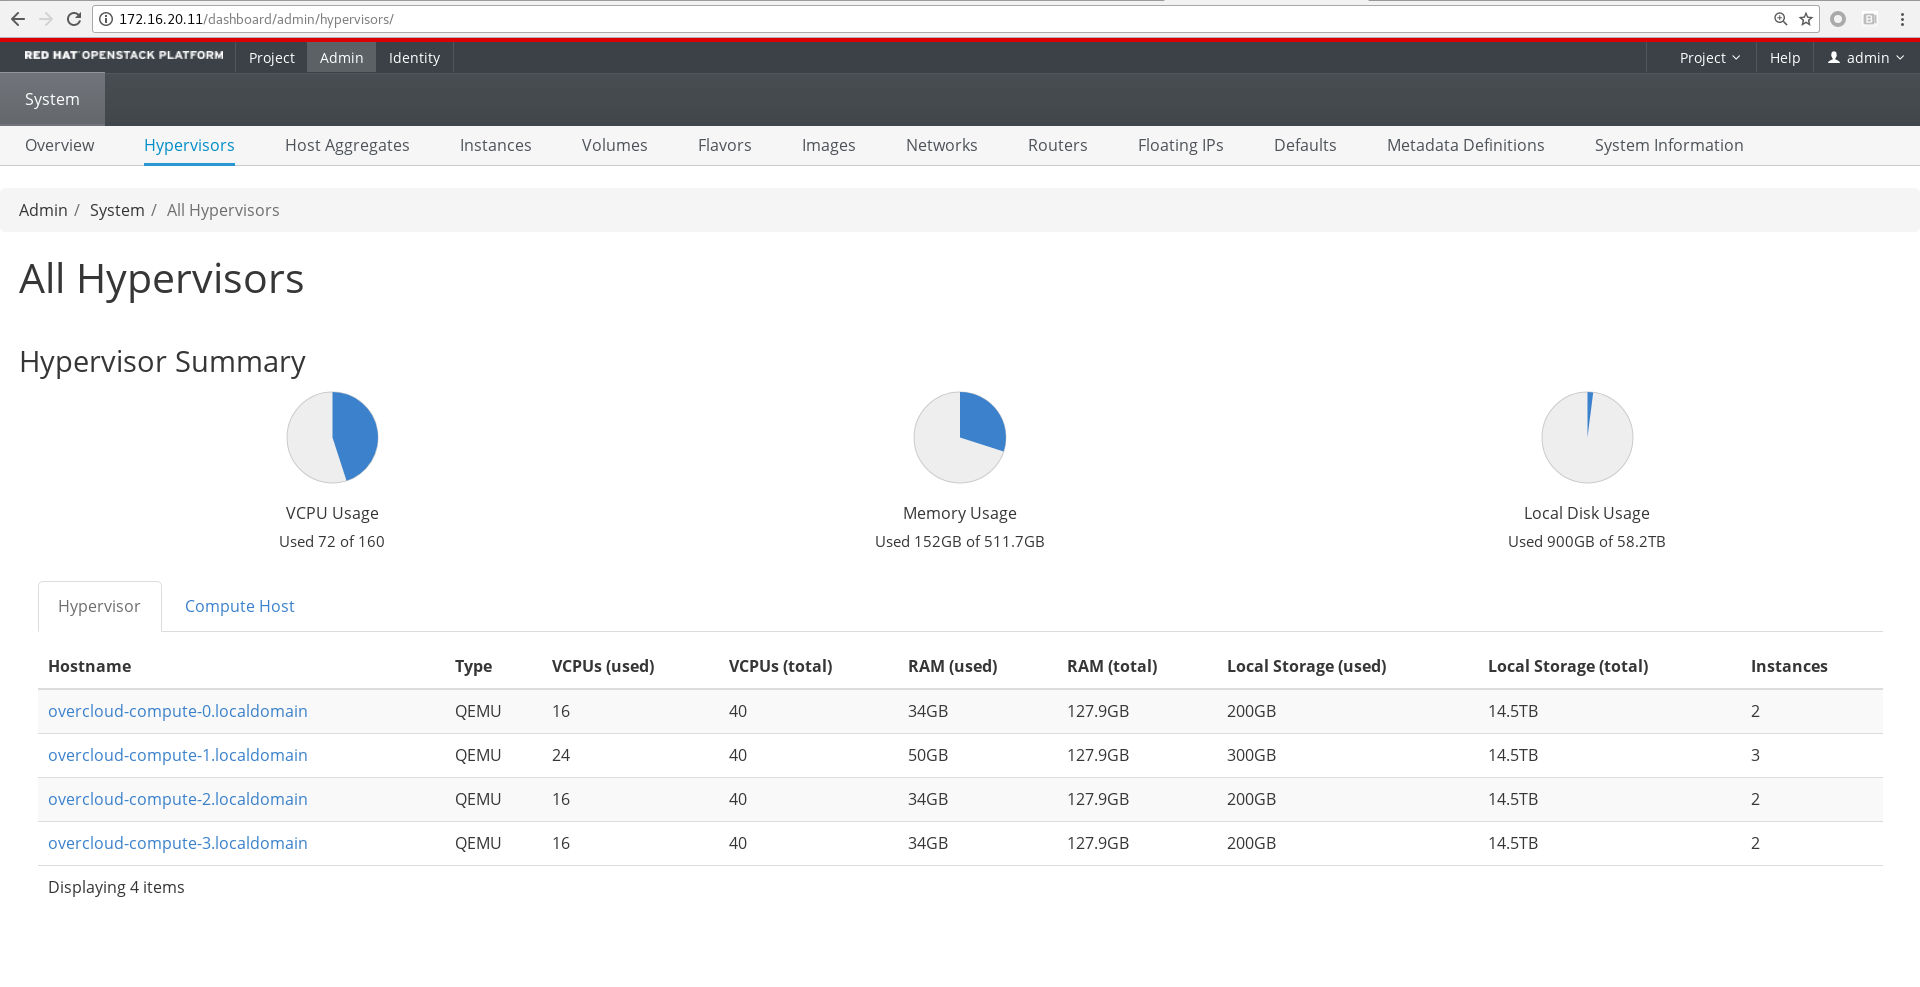 172.16.20.11/dashboard/admin/hypervisors/
RED HAT OPENSTACK PLATFORM Project Admin Identity Project Help admin
System
Overview Hypervisors Host Aggregates Instances Volumes Flavors Images Networks Routers Floating IPs Defaults Metadata Definitions System Information
Admin / System / All Hypervisors
All Hypervisors
Hypervisor Summary
VCPU Usage Memory Usage Local Disk Usage
Used 72 of 160 Used 152GB of 511.7GB Used 900GB of 58.2TB
Hypervisor Compute Host
Hostname Type VCPUs (used) VCPUs (total) RAM (used) RAM (total) Local Storage (used) Local Storage (total) Instances
overcloud-compute-0.localdomain QEMU 16 40 34GB 127.9GB 200GB 14.5TB 2
overcloud-compute-1.localdomain QEMU 24 40 50GB 127.9GB 300GB 14.5TB 3
overcloud-compute-2.localdomain QEMU 16 40 34GB 127.9GB 200GB 14.5TB 2
overcloud-compute-3.localdomain QEMU 16 40 34GB 127.9GB 200GB 14.5TB 2
Displaying 4 items